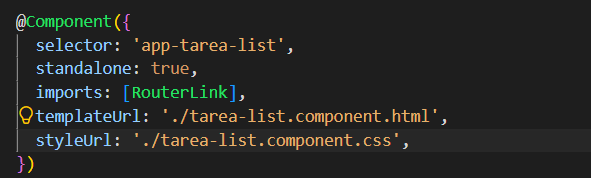 @Component({
  selector: 'app-tarea-list',
  standalone: true,
  imports: [RouterLink],
  templateUrl: './tarea-list.component.html',
  styleUrl: './tarea-list.component.css',
})